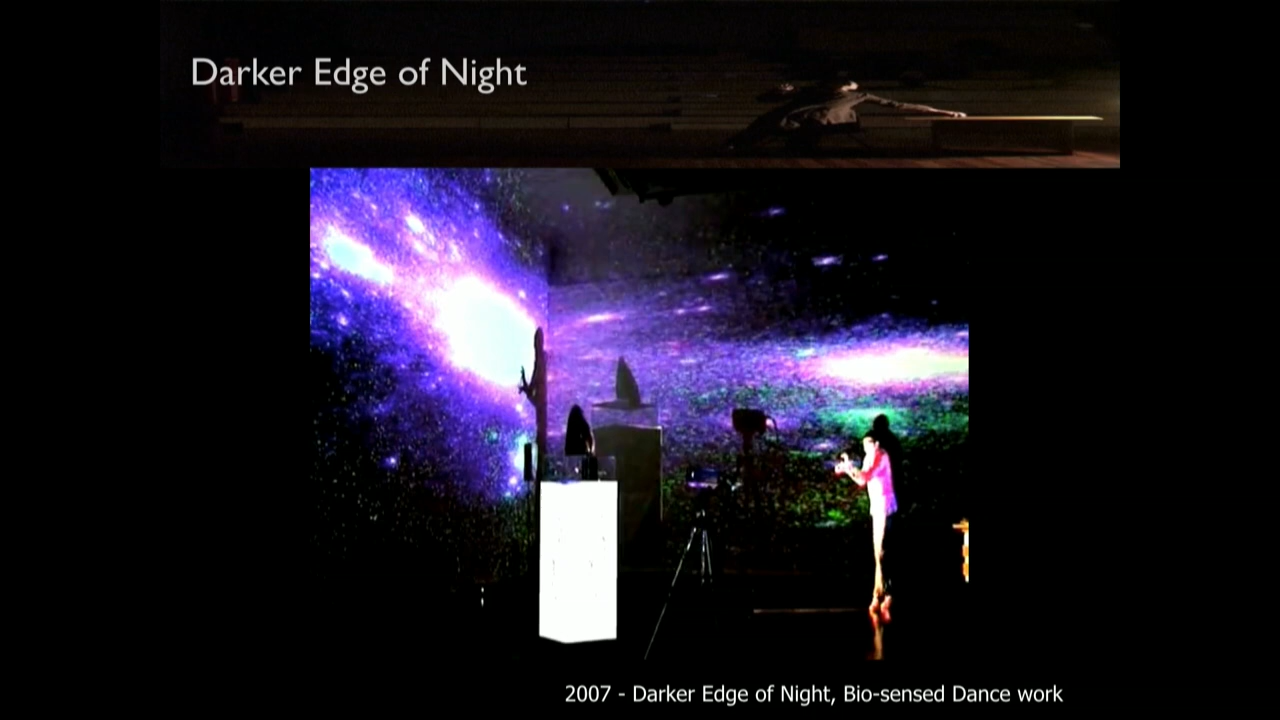 Darker Edge of Night
2007 - Darker Edge of Night, Bio-sensed Dance work